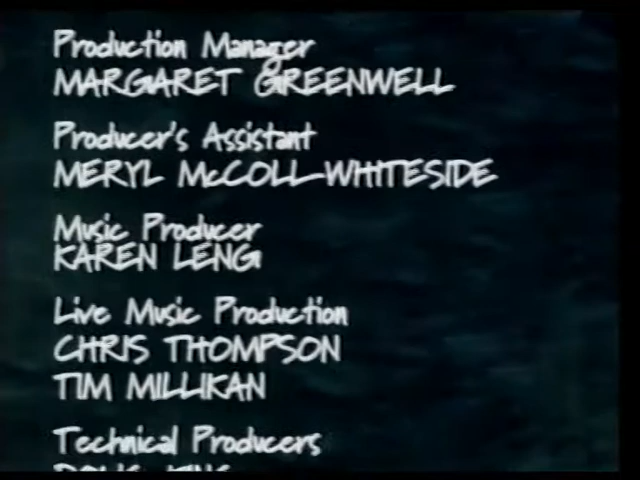 Production Manager
MARGARET GREENWELL
Producer's Assistant
MERYL McCOLL-WHITESIDE
Music Producer
KAREN LENG
Live Music Production
CHRIS THOMPSON
TIM MILLIKAN
Technical Producers